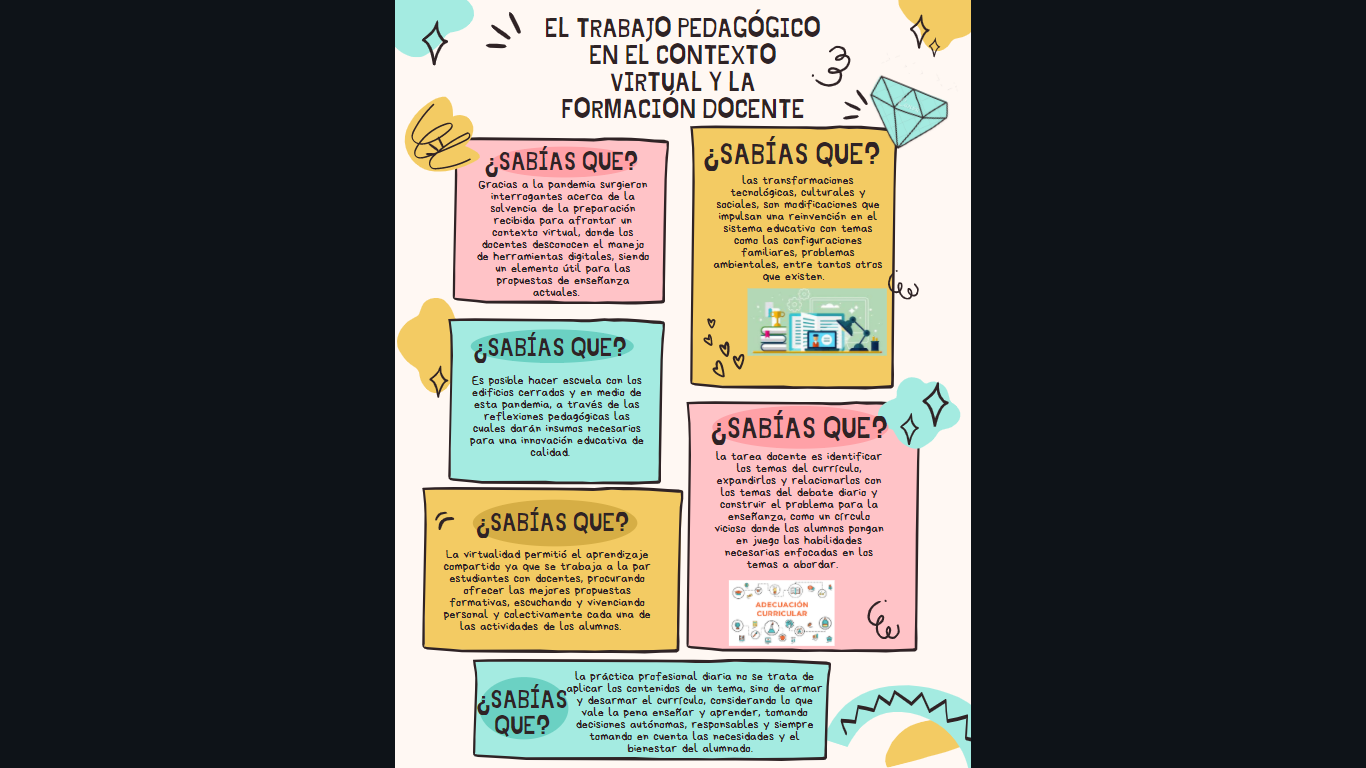 EL TRABAJO PEDAGÓGICO
EN EL CONTEXTO
VIRTUAL Y LA
FORMACIÓN DOCENTE
¿SABÍAS QUE?
Gracias a la pandemia surgieron
interrogantes acerca de la
solvencia de la preparación
recibida para afrontar un
contexto virtual, donde los
docentes desconocen el manejo
de herramientas digitales, siendo
un elemento útil para las
propuestas de enseñanza
actuales.
¿SABÍAS QUE?
las transformaciones
tecnológicas, culturales y
sociales, son modificaciones que
impulsan una reinvención en el
sistema educativo con temas
como las configuraciones
familiares, problemas
ambientales, entre tantos otros
que existen.
¿SABÍAS QUE?
Es posible hacer escuela con los
edificios cerrados y en medio de
esta pandemia, a través de las
reflexiones pedagógicas las
cuales darán insumos necesarios
para una innovación educativa de
calidad.
¿SABÍAS QUE?
la tarea docente es identificar
los temas del currículo,
expandirlos y relacionarlos con
los temas del debate diario y
construir el problema para la
enseñanza, como un círculo
vicioso donde los alumnos pongan
en juego las habilidades
necesarias enfocadas en los
temas a abordar.
ADECUACIÓN
CURRICULAR
¿SABÍAS QUE?
La virtualidad permitió el aprendizaje
compartido ya que se trabaja a la par
estudiantes con docentes, procurando
ofrecer las mejores propuestas
formativas, escuchando y vivenciando
personal y colectivamente cada una de
las actividades de los alumnos.
¿SABÍAS
QUE?
la práctica profesional diaria no se trata de
aplicar los contenidos de un tema, sino de armar
y desarmar el currículo, considerando lo que
vale la pena enseñar y aprender, tomando
decisiones autónomas, responsables y siempre
tomando en cuenta las necesidades y el
bienestar del alumnado.